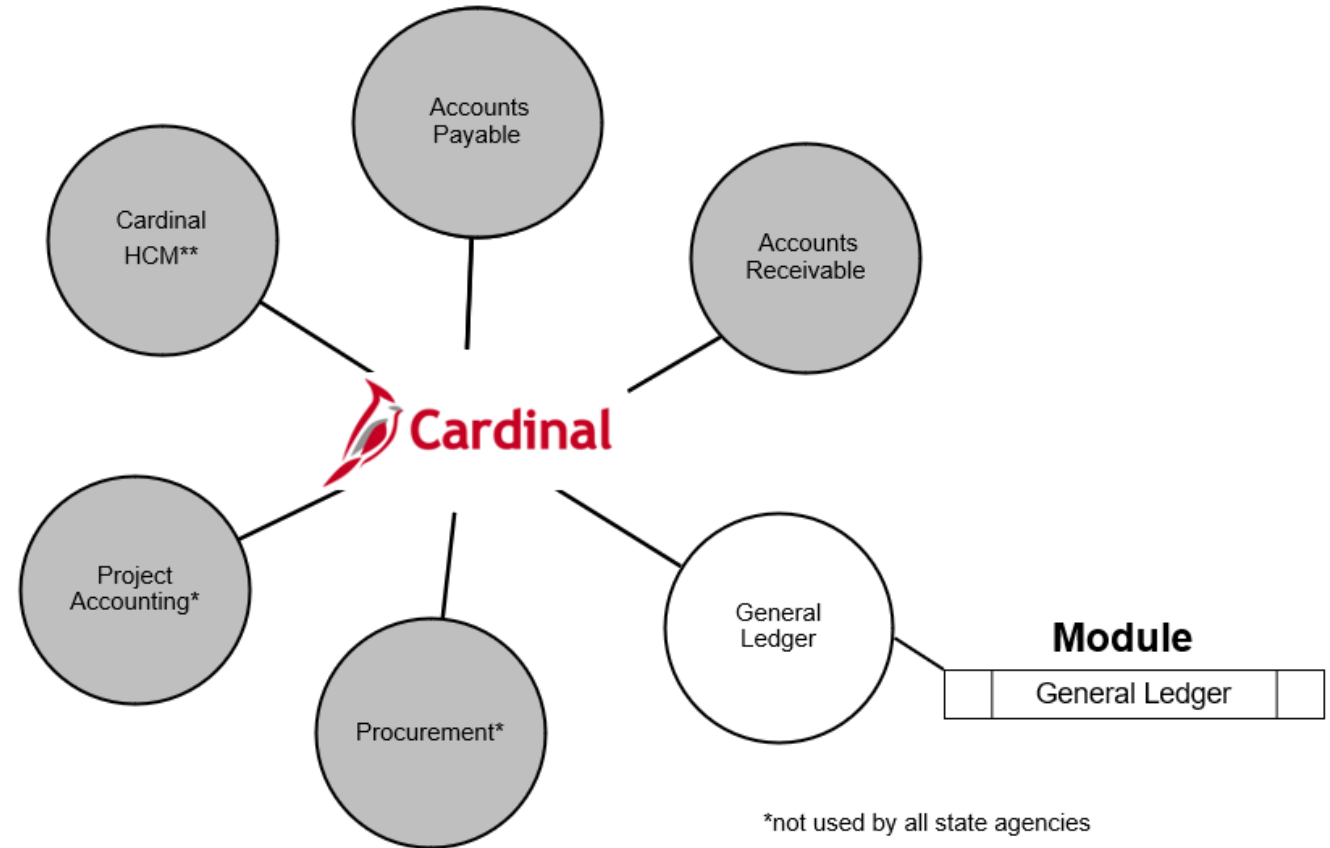 Accounts
Payable
Cardinal
HCM**
Accounts
Receivable
Cardinal
Project
Accounting*
General
Ledger
Module
General Ledger
Procurement*
*not used by all state agencies